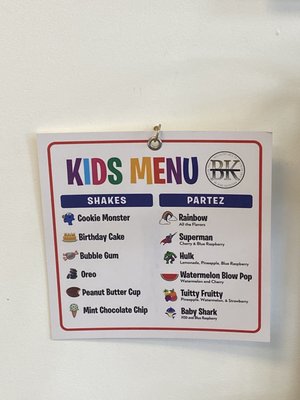 KIDS MENU
BK
SHAKES
Cookie Monster
Birthday Cake
Bubble Gum
Oreo
Peanut Butter Cup
Mint Chocolate Chip
PARTEZ
Rainbow
All the Flavors
Superman
Cherry & Blue Raspberry
Hulk
Lemonade, Pineapple, Blue Raspberry
Watermelon Blow Pop
Watermelon and Cherry
Tuitty Fruitty
Pineapple, Watermelon, & Strawberry
Baby Shark
and Blue Raspberry